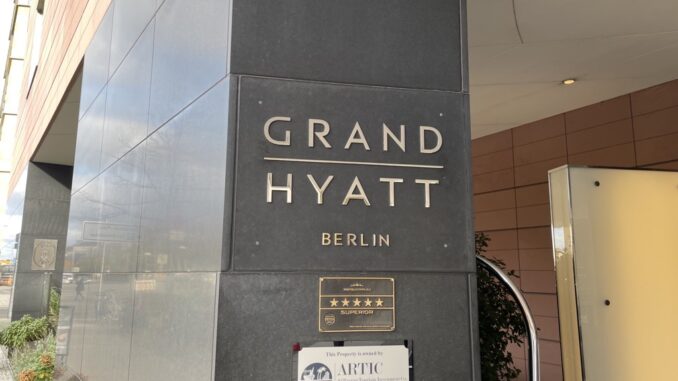 GRAND
HYATT
BERLIN
SUPERIOR
This Property is owned by
ARTIC